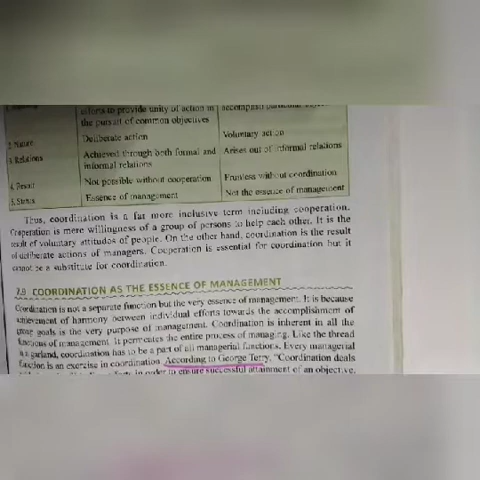 efforts to provide unity of action in
the pursuit of common objectives
2. Nature Deliberate action Voluntary action
3. Relations Achieved through both formal and Arises out of informal relations
informal relations
4. Result Not possible without cooperation Fruitless without coordination
5. Status Essence of management Not the essence of management
Thus, coordination is a far more inclusive term including cooperation.
Cooperation is mere willingness of a group of persons to help each other. It is the
result of voluntary attitudes of people. On the other hand, coordination is the result
of deliberate actions of managers. Cooperation is essential for coordination but it
cannot be a substitute for coordination.
7.9 COORDINATION AS THE ESSENCE OF MANAGEMENT
Coordination is not a separate function but the very essence of management. It is because
achievement of harmony between individual efforts towards the accomplishment of
group goals is the very purpose of management. Coordination is inherent in all the
functions of management. It permeates the entire process of managing. Like the thread
in a garland, coordination has to be a part of all managerial functions. Every managerial
function is an exercise in coordination. According to George Terry, "Coordination deals
in order to ensure successful attainment of an objective.